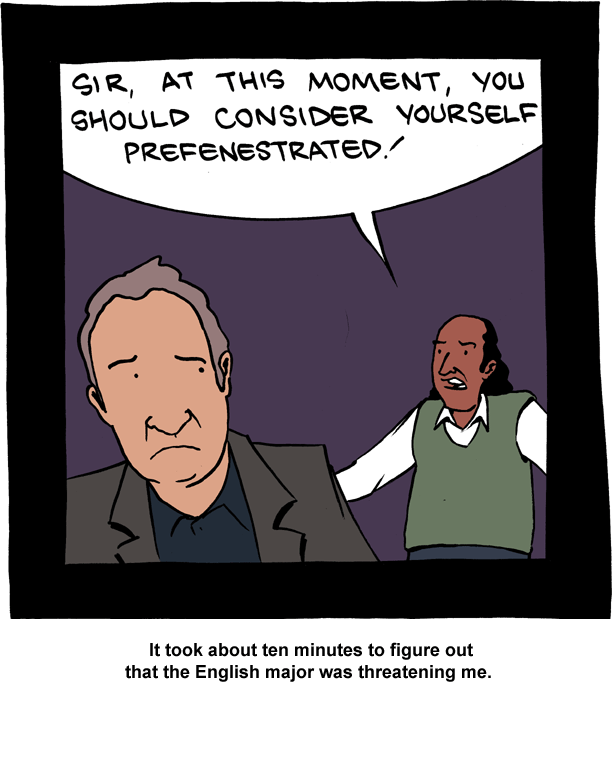 SIR, AT THIS MOMENT, YOU
SHOULD CONSIDER YOURSELF
PREFENESTRATED!
It took about ten minutes to figure out
that the English major was threatening me.